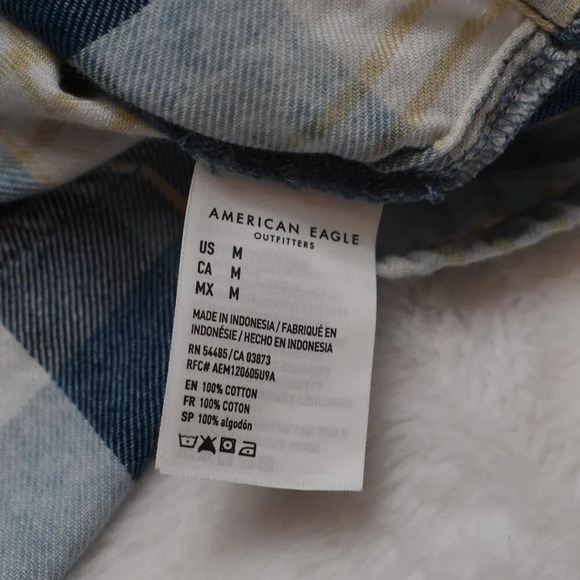 AMERICAN EAGLE
OUTFITTERS
US M
CA M
MX M
MADE IN INDONESIA / FABRIQUÉ EN
INDONÉSIE / HECHO EN INDONESIA
RN 54485/CA 03873
RFC# AEM120605U9A
EN 100% COTTON
FR 100% COTON
SP 100% algodón